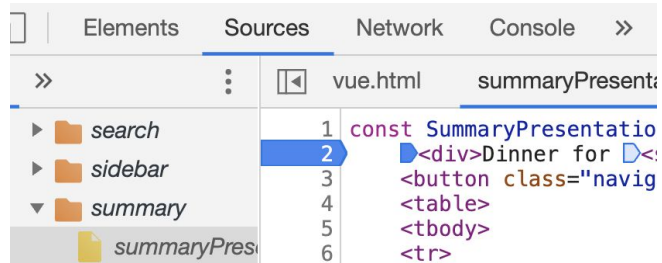 Elements Sources Network Console »
» vue.html summaryPresenta
search
sidebar
summary
summaryPrese
1 const SummaryPresentatio
2 <div>Dinner for <s
3 <button class="navig
4 <table>
5 <tbody>
6 <tr>